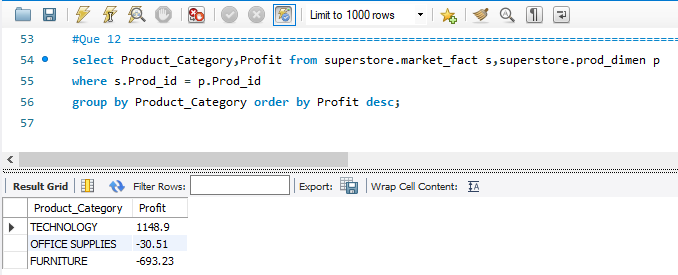 Limit to 1000 rows
53 #Que 12 ================================================================================
54 select Product_Category,Profit from superstore.market_fact s,superstore.prod_dimen p
55 where s.Prod_id = p.Prod_id
56 group by Product_Category order by Profit desc;
57
Result Grid Filter Rows: Export: Wrap Cell Content: IA
Product_Category Profit
TECHNOLOGY 1148.9
OFFICE SUPPLIES -30.51
FURNITURE -693.23